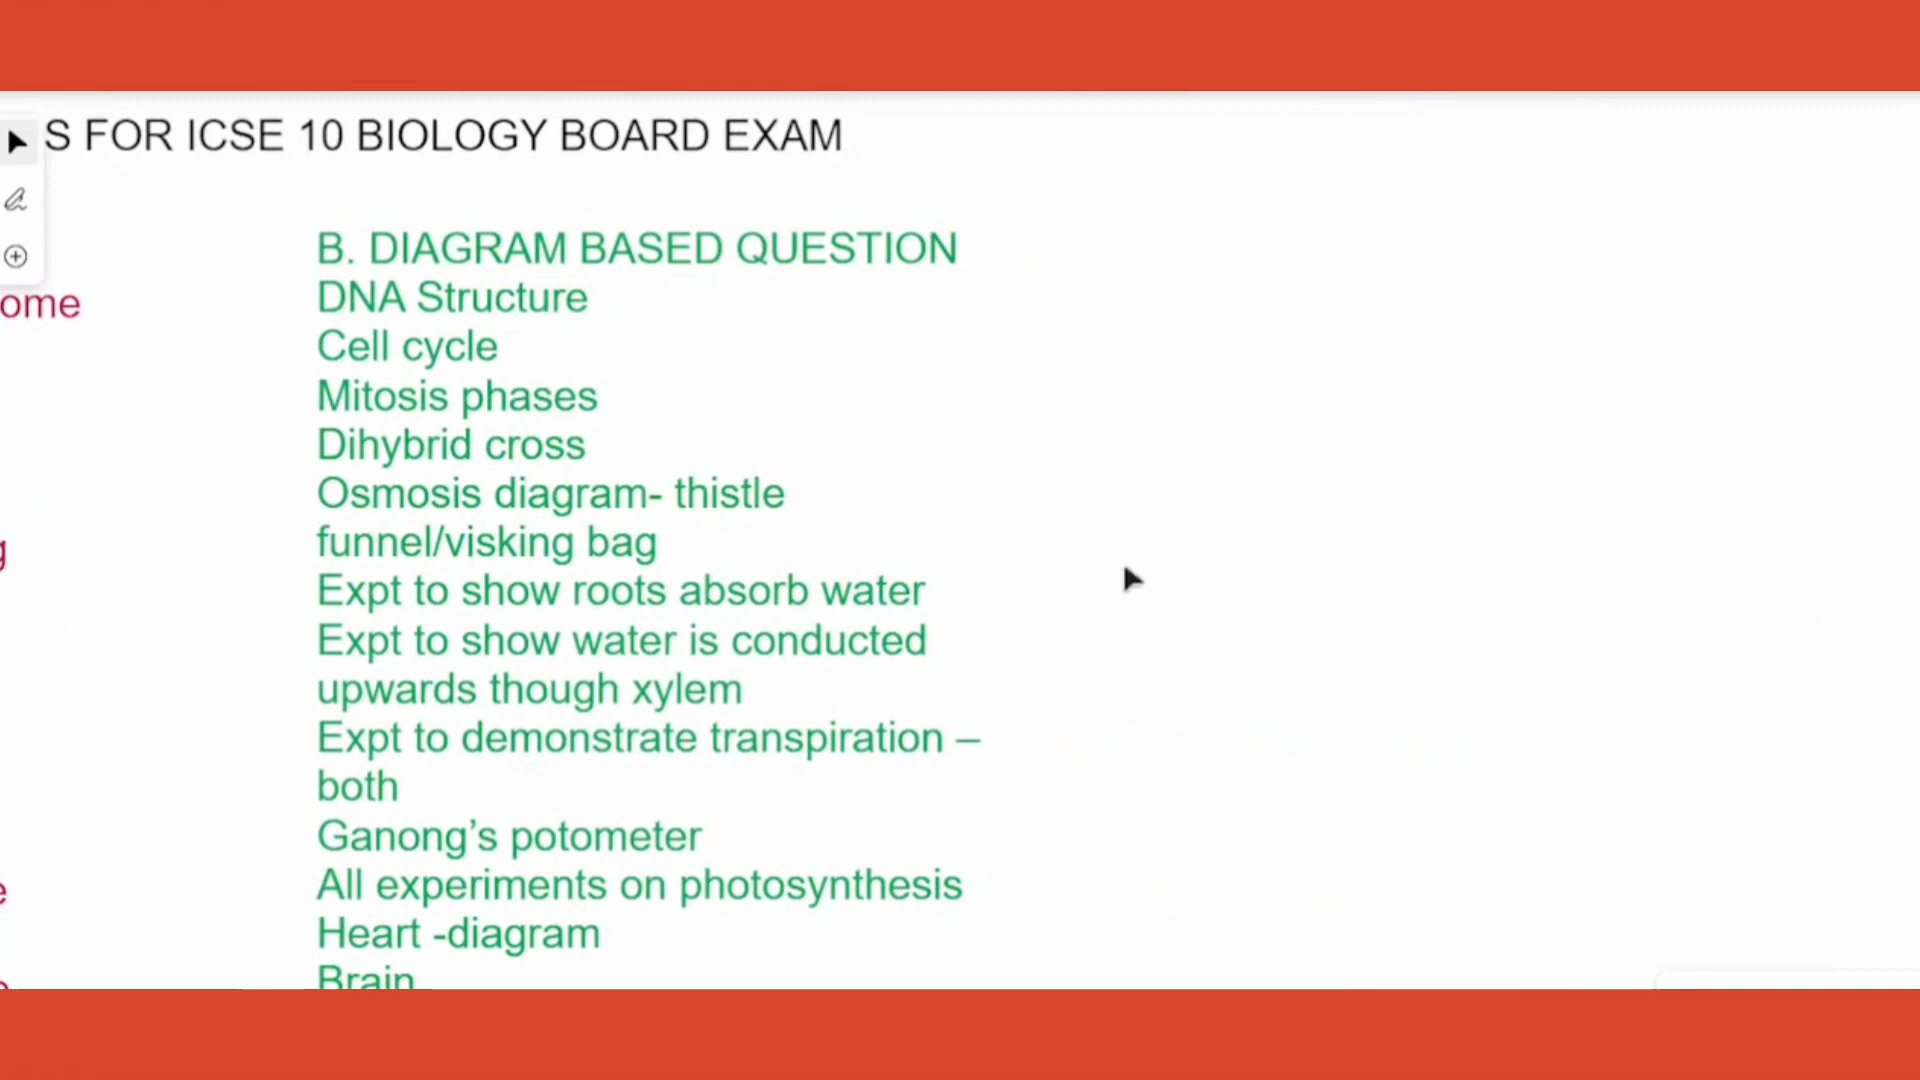 S FOR ICSE 10 BIOLOGY BOARD EXAM
B. DIAGRAM BASED QUESTION
DNA Structure
ome
Cell cycle
Mitosis phases
Dihybrid cross
Osmosis diagram- thistle
funnel/visking bag
g
Expt to show roots absorb water
Expt to show water is conducted
upwards though xylem
Expt to demonstrate transpiration –
both
Ganong’s potometer
All experiments on photosynthesis
e
Heart -diagram
Brain